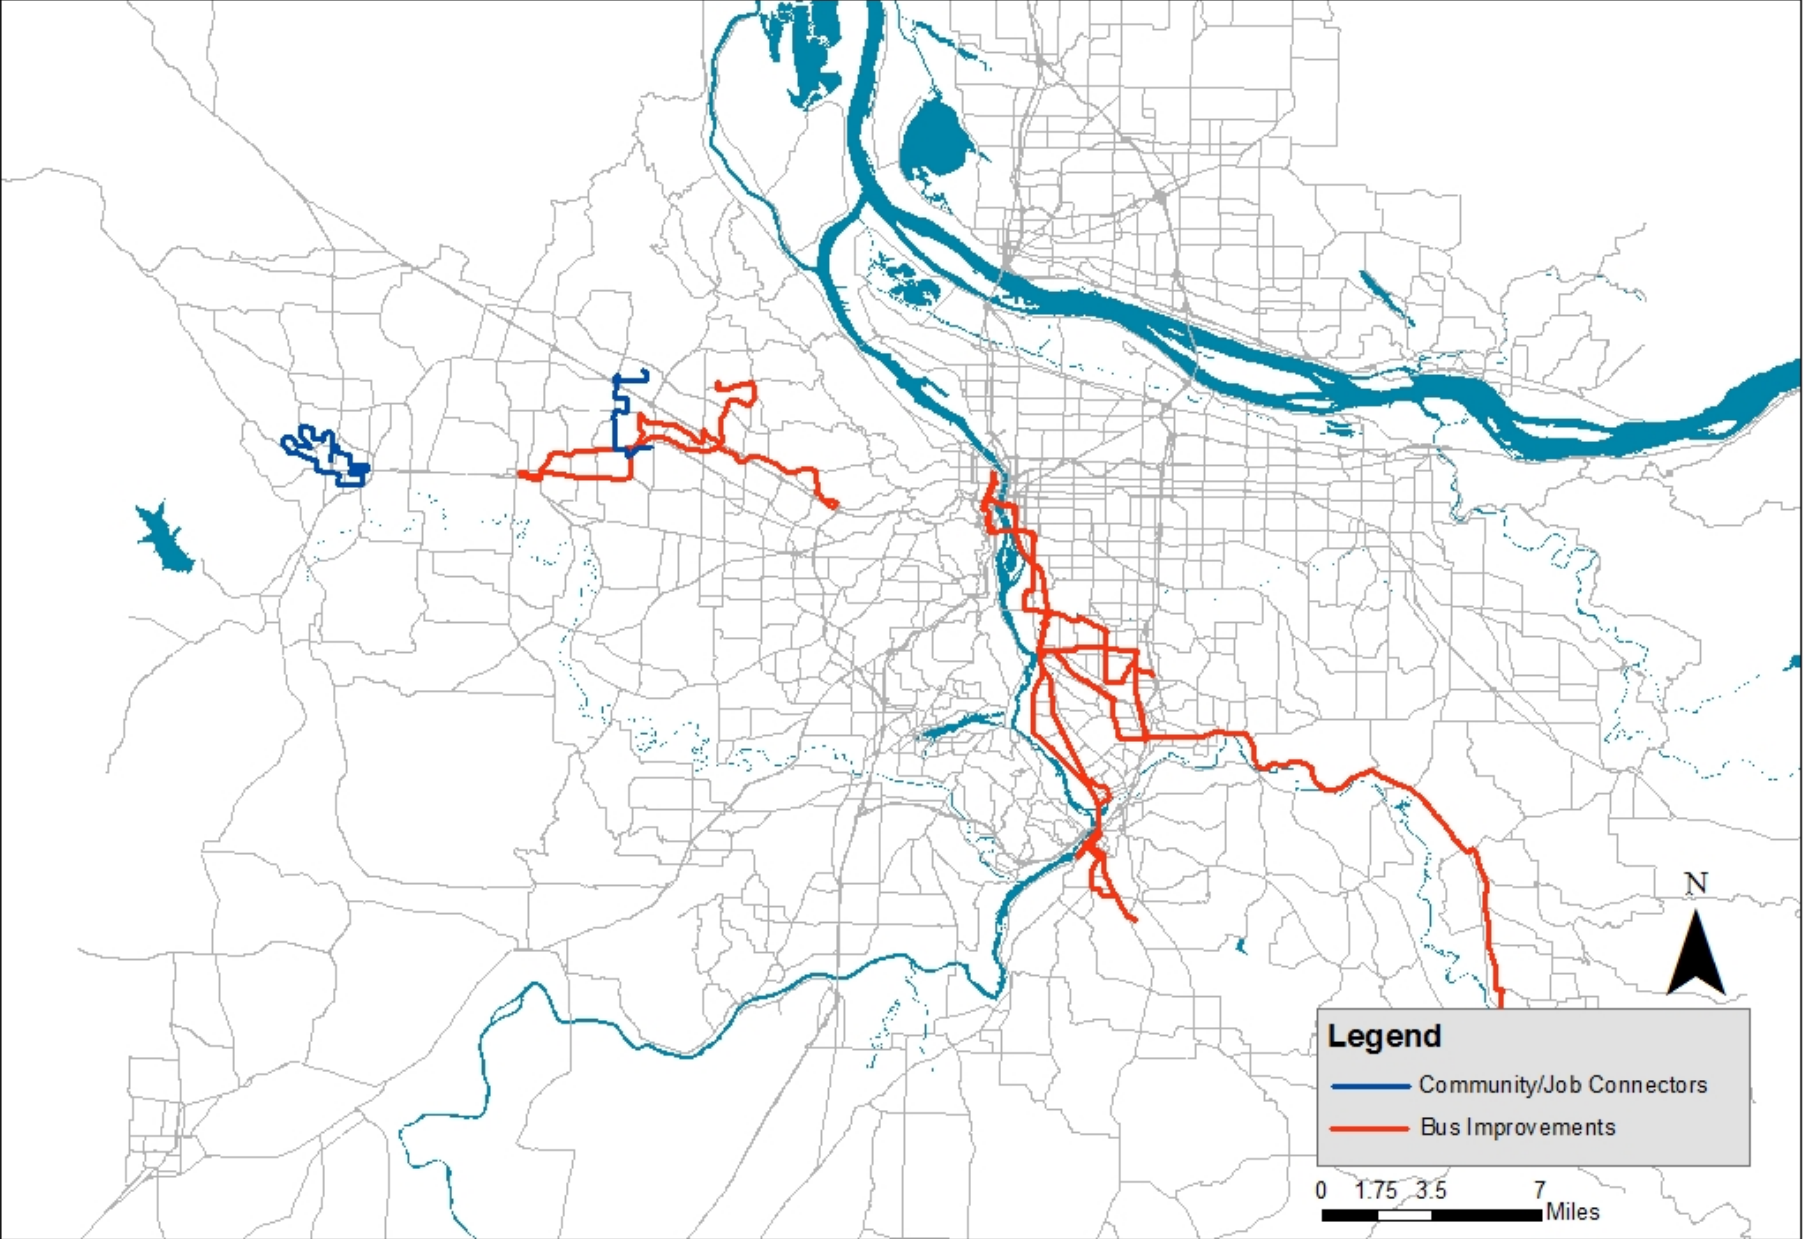 N
Legend
Community/Job Connectors
Bus Improvements
0 1.75 3.5 7
Miles